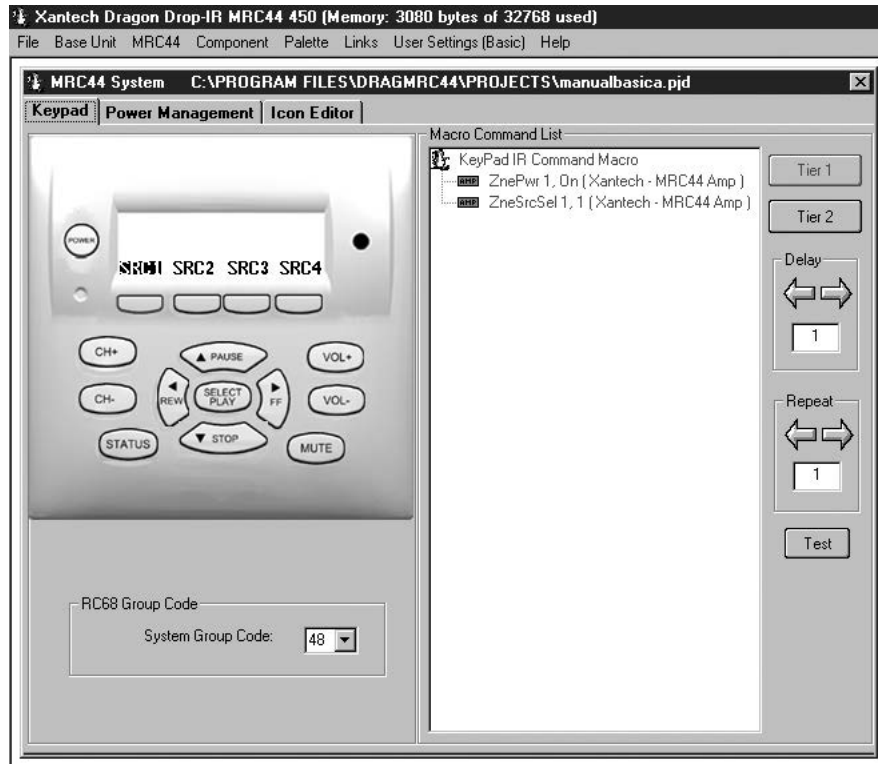 Xantech Dragon Drop-IR MRC44 450 (Memory: 3080 bytes of 32768 used)
File Base Unit MRC44 Component Palette Links User Settings (Basic) Help
MRC44 System C:\PROGRAM FILES\DRAGMRC44\PROJECTS\manualbasica.pjd
Keypad Power Management Icon Editor
Macro Command List
KeyPad IR Command Macro
AMP ZnePwr 1, On ( Xantech - MRC44 Amp )
AMP ZneSrcSel 1, 1 ( Xantech - MRC44 Amp )
Tier 1
Tier 2
Delay
1
Repeat
1
Test
POWER
SRC2 SRC3 SRC4
CH+ PAUSE VOL+
CH- REW SELECT PLAY FF VOL-
STATUS STOP MUTE
RC68 Group Code
System Group Code: 48